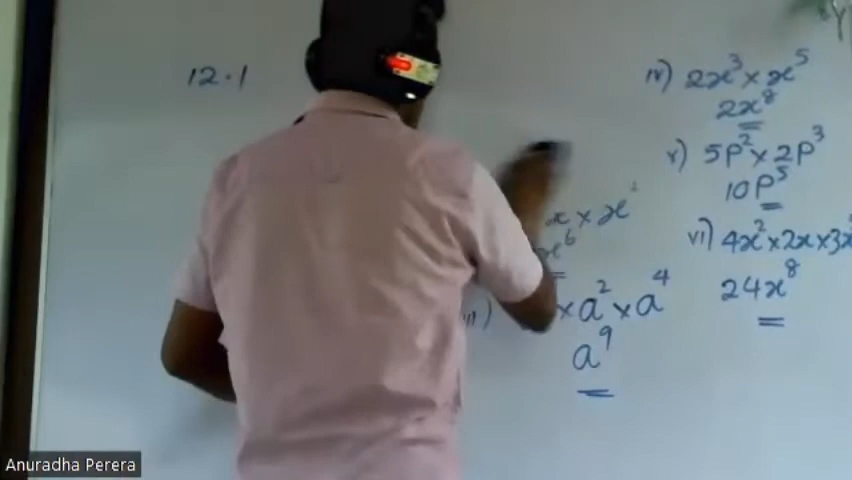 12.1
x × x
x⁶
iii) × a² × a⁴
a⁹
iv) 2x³ × x⁵
2x⁸
v) 5p² × 2p³
10p⁵
vi) 4x² × 2x × 3x
24x⁸
Anuradha Perera